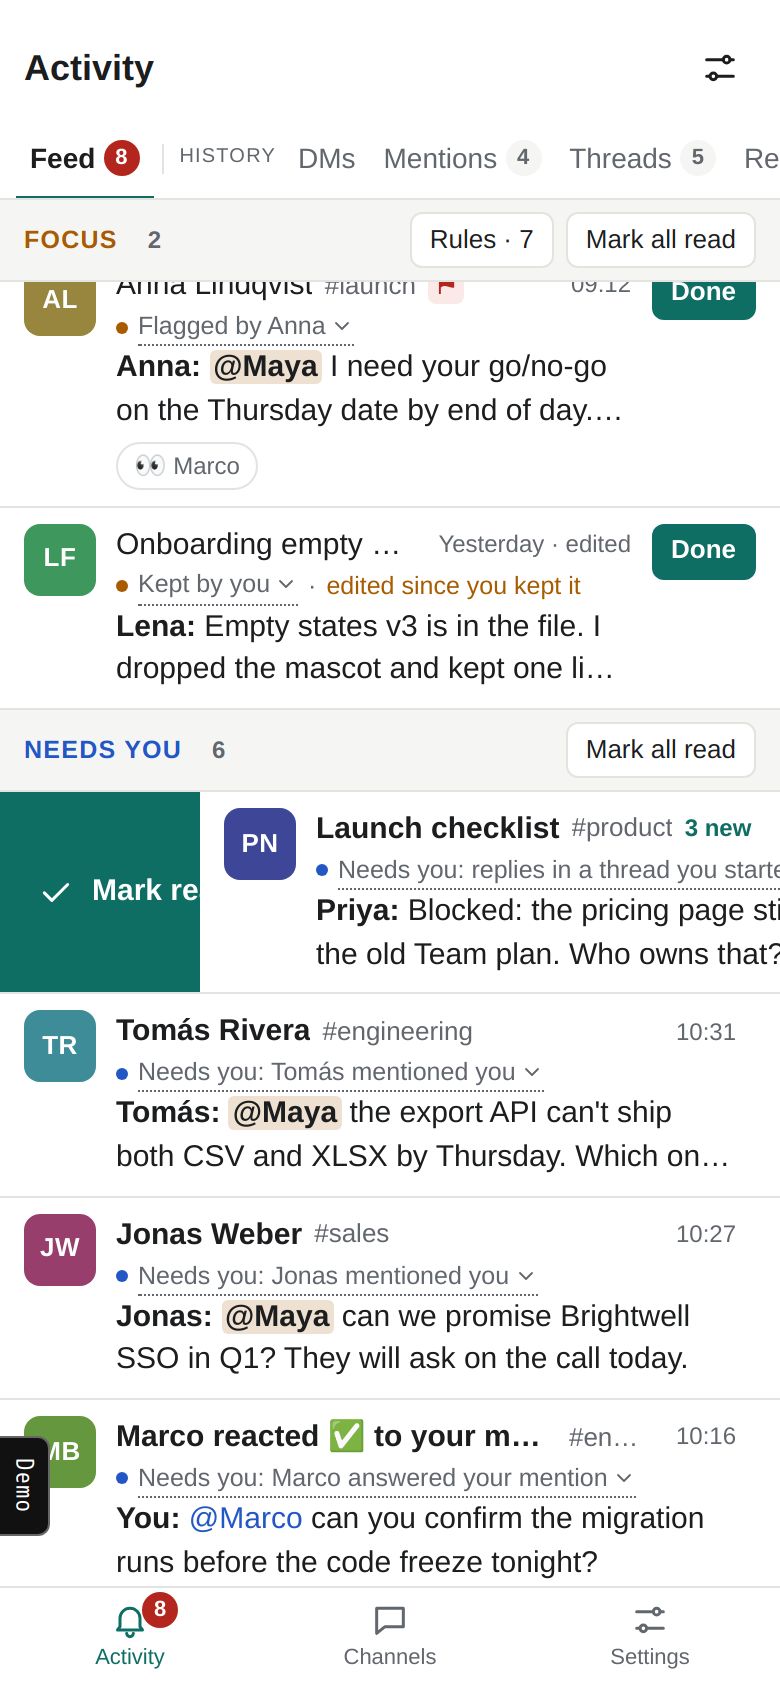 Activity
Feed 8 HISTORY DMs Mentions 4 Threads 5 Re
FOCUS 2 Rules · 7 Mark all read
AL Anna Lindqvist #launch 09:12 Done
Flagged by Anna
Anna: @Maya I need your go/no-go
on the Thursday date by end of day.…
👀 Marco
LF Onboarding empty … Yesterday · edited Done
Kept by you · edited since you kept it
Lena: Empty states v3 is in the file. I
dropped the mascot and kept one li…
NEEDS YOU 6 Mark all read
PN Launch checklist #product 3 new
Needs you: replies in a thread you starte
Mark re
Priya: Blocked: the pricing page sti
the old Team plan. Who owns that?
TR Tomás Rivera #engineering 10:31
Needs you: Tomás mentioned you
Tomás: @Maya the export API can't ship
both CSV and XLSX by Thursday. Which on…
JW Jonas Weber #sales 10:27
Needs you: Jonas mentioned you
Jonas: @Maya can we promise Brightwell
SSO in Q1? They will ask on the call today.
MB Marco reacted ✅ to your m… #en… 10:16
Needs you: Marco answered your mention
Demo
You: @Marco can you confirm the migration
runs before the code freeze tonight?
8
Activity Channels Settings